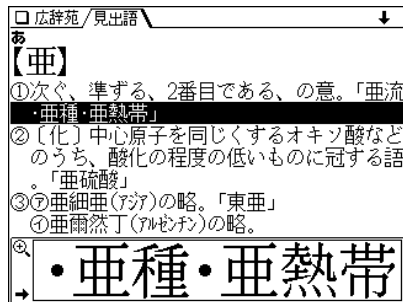 広辞苑/見出語
あ
【亜】
①次ぐ、準ずる、2番目である、の意。「亜流
・亜種・亜熱帯」
②〔化〕中心原子を同じくするオキソ酸など
のうち、酸化の程度の低いものに冠する語
。「亜硫酸」
③㋐亜細亜(アジア)の略。「東亜」
㋑亜爾然丁(アルゼンチン)の略。
・亜種・亜熱帯